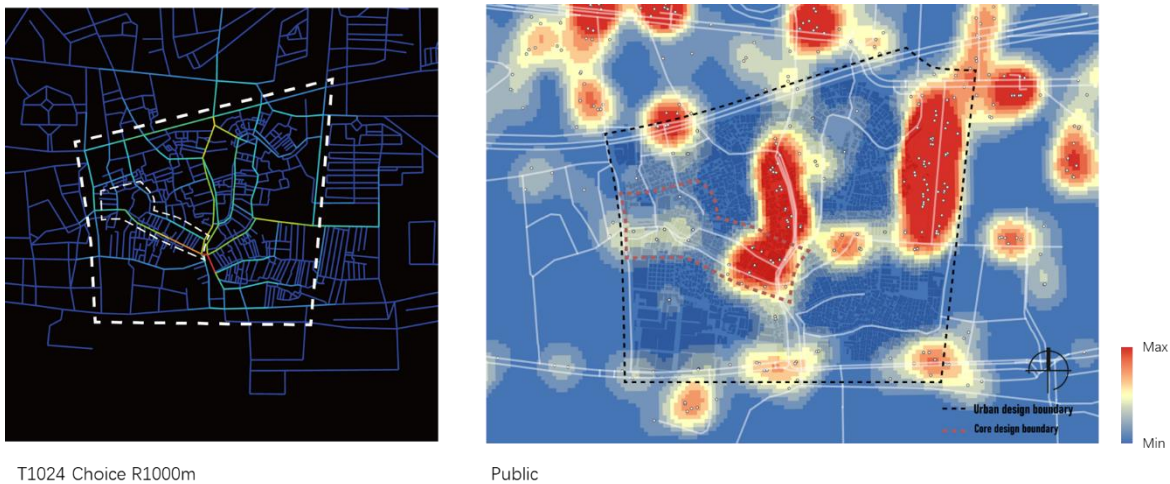 Max
Urban design boundary
Core design boundary
Min
T1024 Choice R1000m
Public